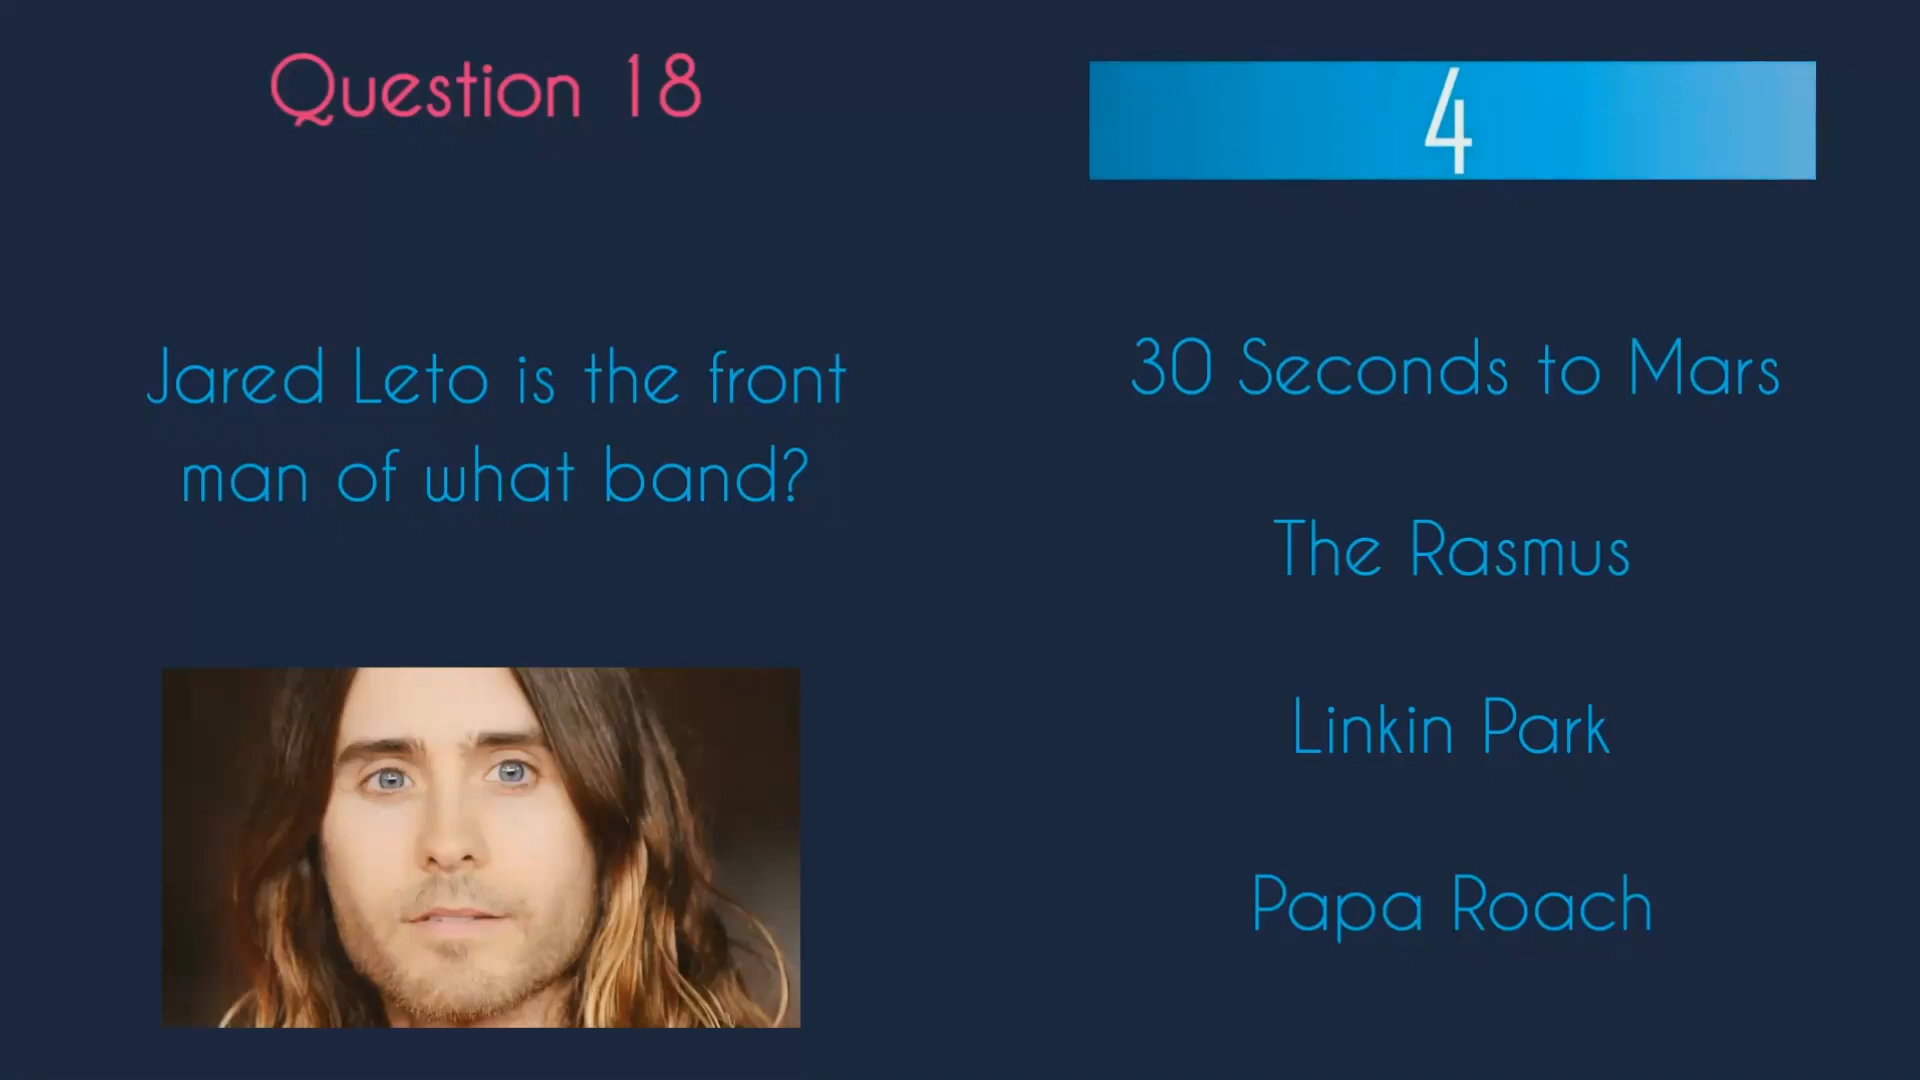 Question 18
4
Jared Leto is the front
man of what band?
30 Seconds to Mars
The Rasmus
Linkin Park
Papa Roach